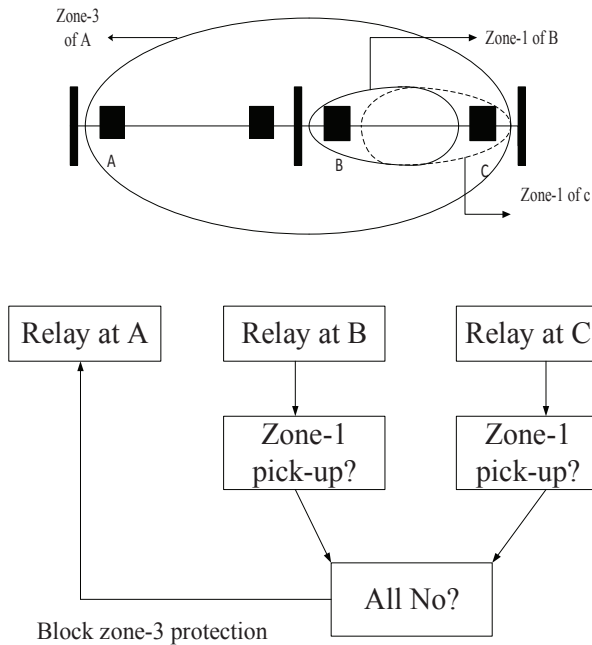 Zone-3
of A
Zone-1 of B
A
B
C
Zone-1 of c
Relay at A
Relay at B
Relay at C
Zone-1
pick-up?
Zone-1
pick-up?
All No?
Block zone-3 protection